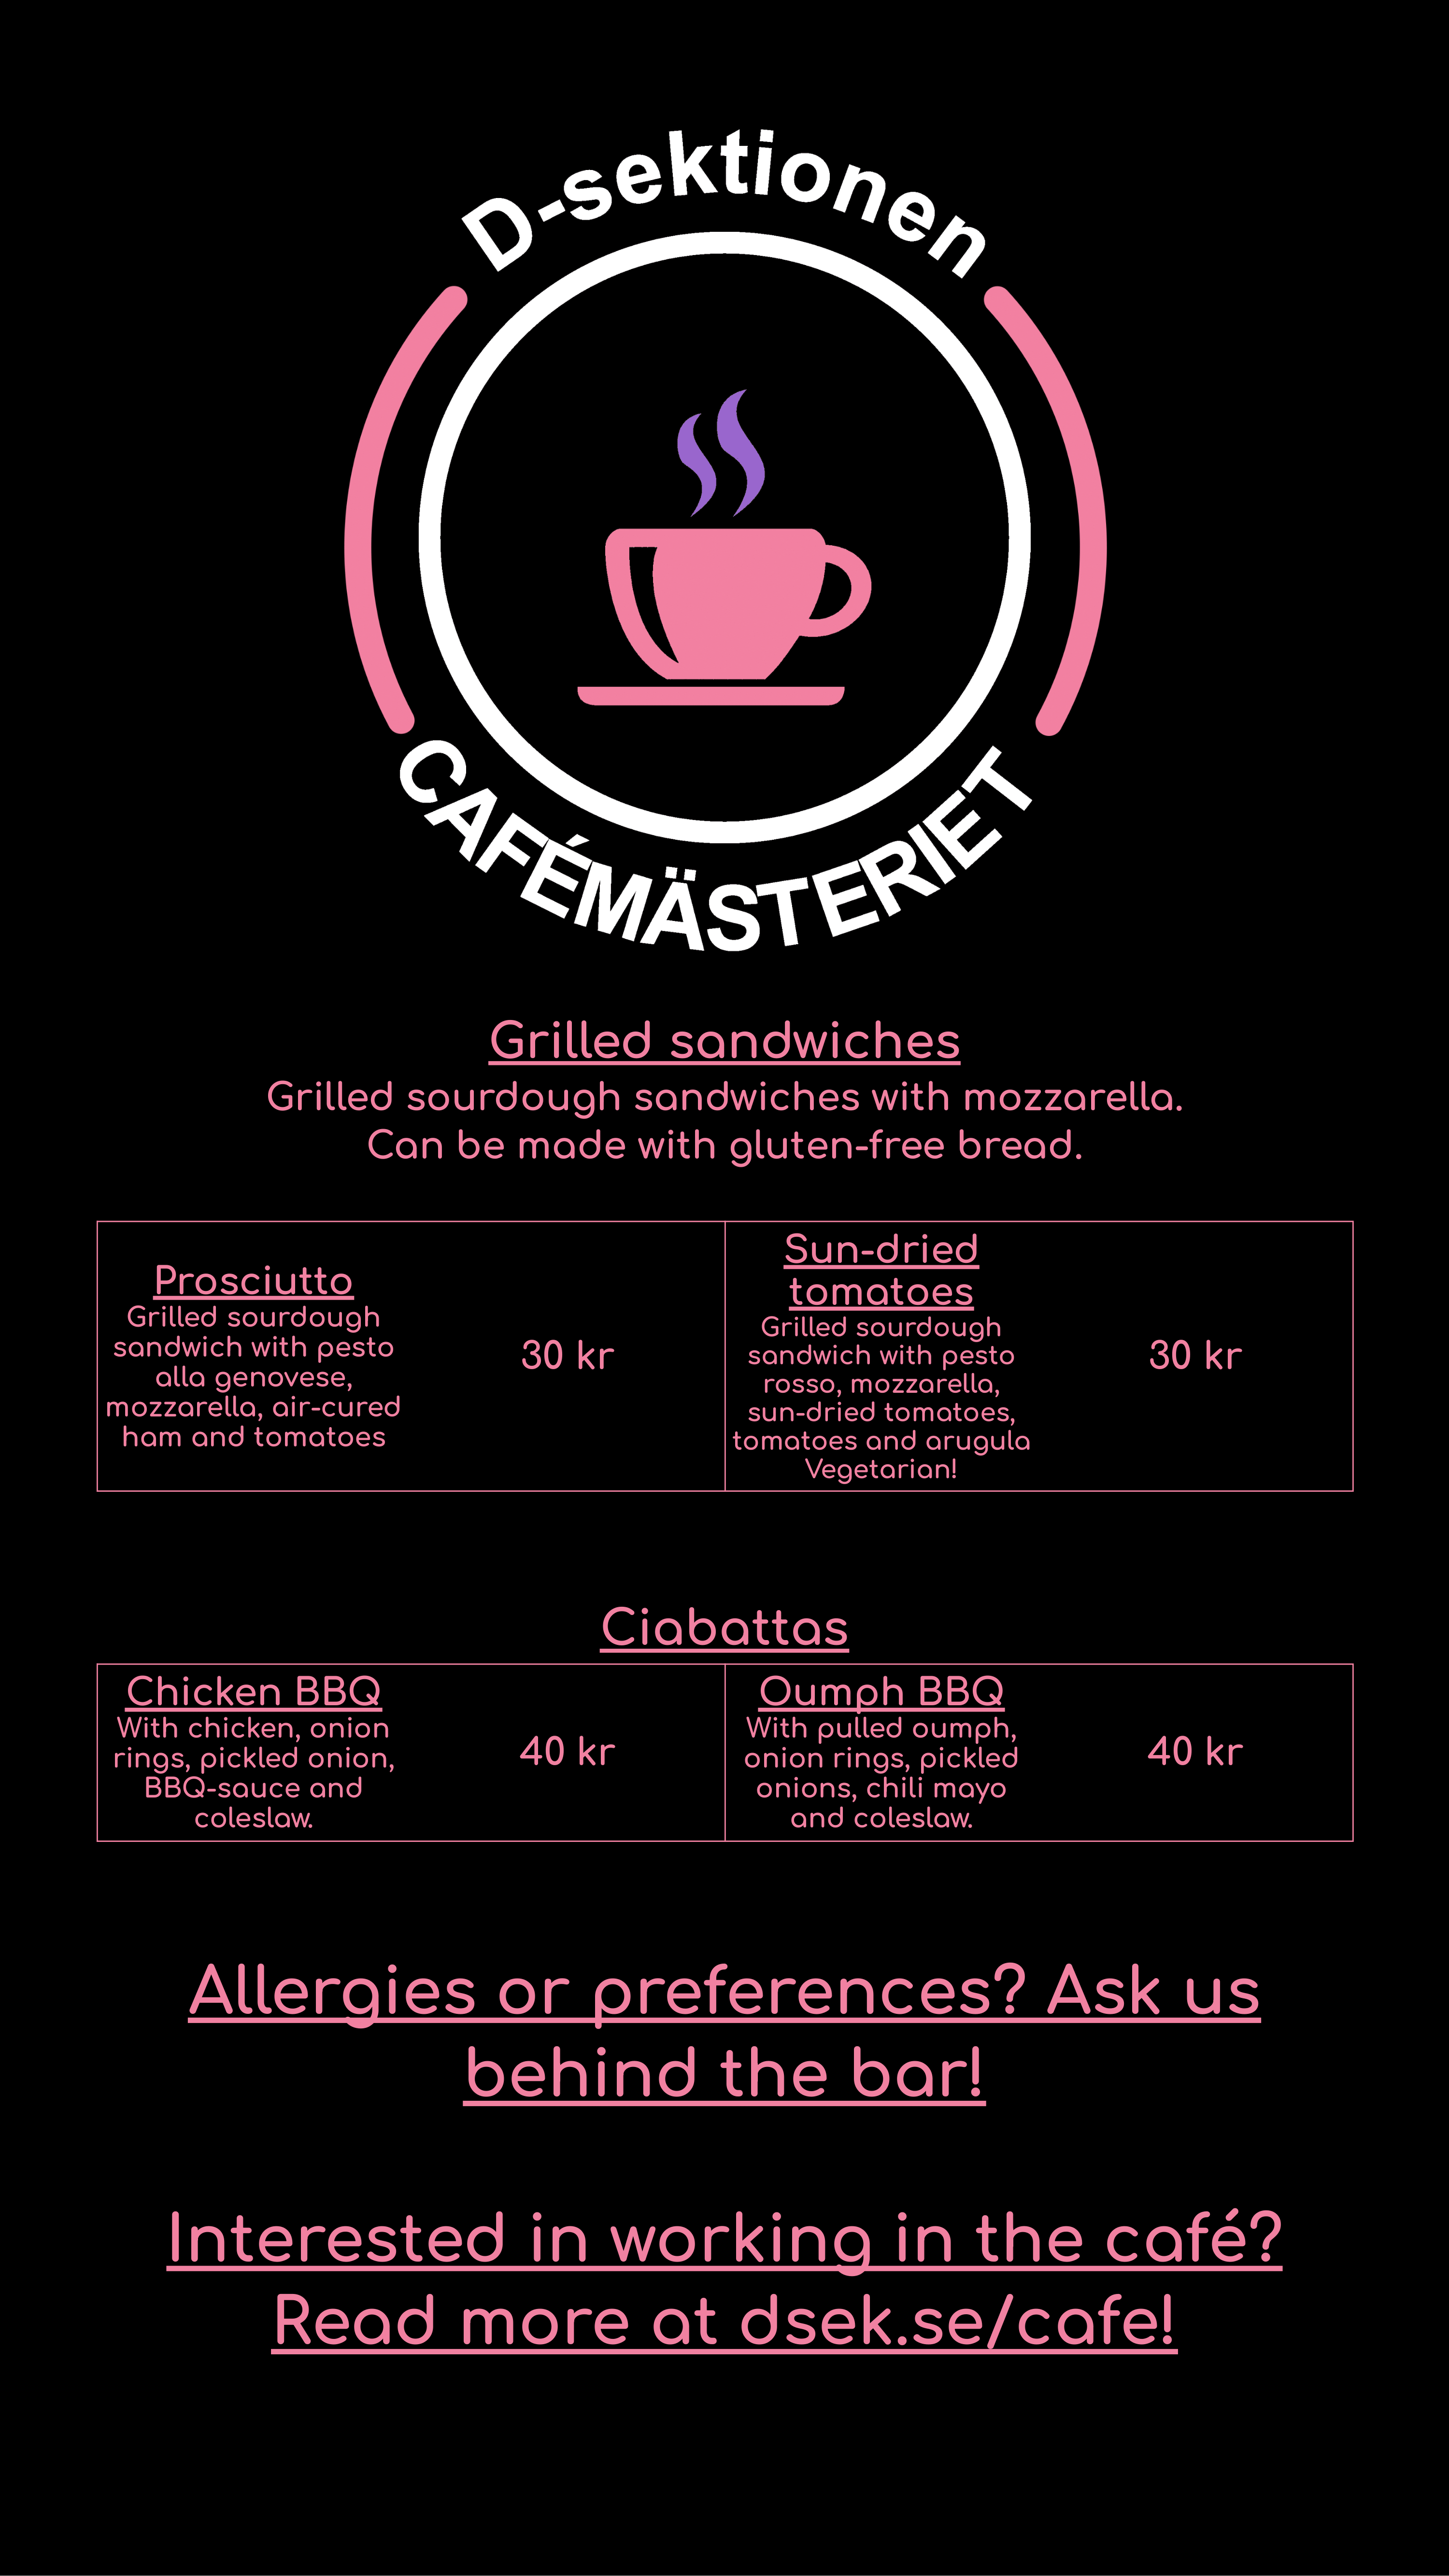 D-sektionen
CAFÉMÄSTERIET
Grilled sandwiches
Grilled sourdough sandwiches with mozzarella.
Can be made with gluten-free bread.
Prosciutto
Grilled sourdough
sandwich with pesto
alla genovese,
mozzarella, air-cured
ham and tomatoes
30 kr
Sun-dried
tomatoes
Grilled sourdough
sandwich with pesto
rosso, mozzarella,
sun-dried tomatoes,
tomatoes and arugula
Vegetarian!
30 kr
Ciabattas
Chicken BBQ
With chicken, onion
rings, pickled onion,
BBQ-sauce and
coleslaw.
40 kr
Oumph BBQ
With pulled oumph,
onion rings, pickled
onions, chili mayo
and coleslaw.
40 kr
Allergies or preferences? Ask us
behind the bar!
Interested in working in the café?
Read more at dsek.se/cafe!